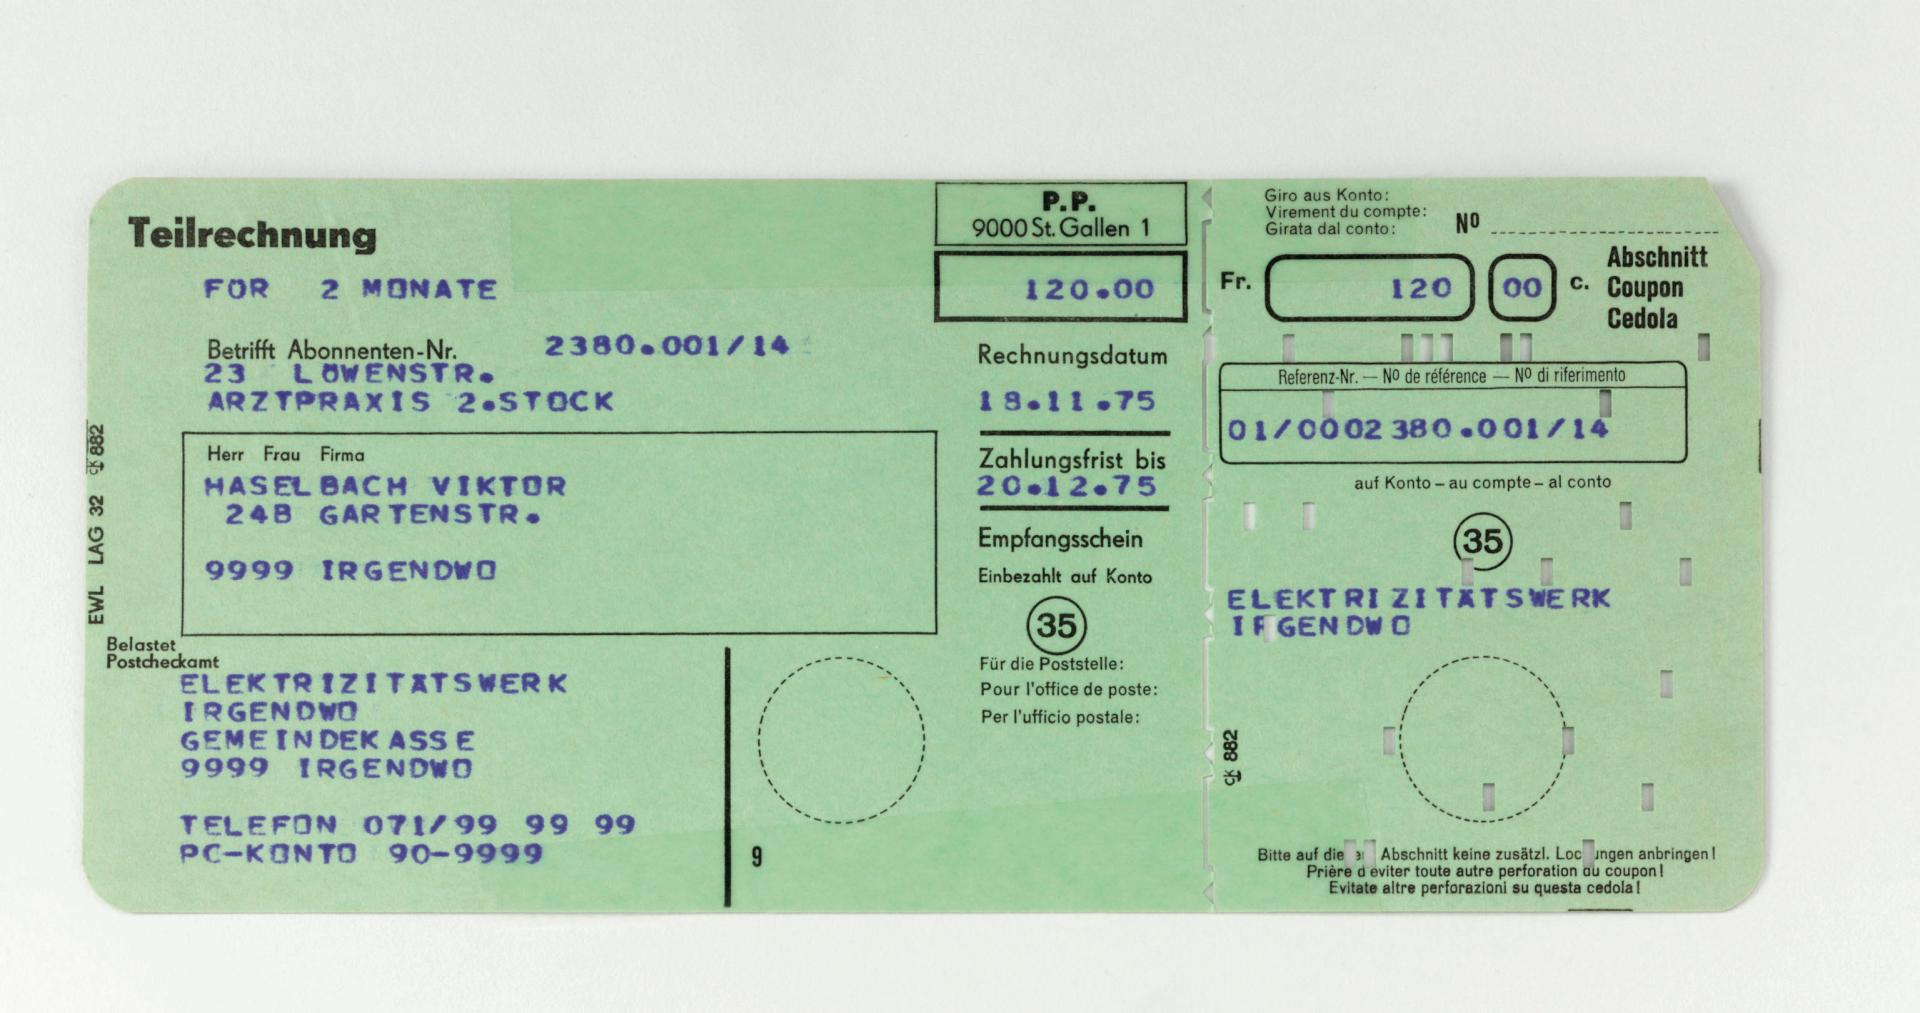 Teilrechnung
FÜR 2 MONATE
Betrifft Abonnenten-Nr. 2380.001/14
23 LÖWENSTR.
ARZTPRAXIS 2.STOCK
Herr Frau Firma
HASELBACH VIKTOR
24B GARTENSTR.
9999 IRGENDWO
EWL LAG 32 CK 882
Belastet
Postcheckamt
ELEKTRIZITÄTSWERK
IRGENDWO
GEMEINDEKASSE
9999 IRGENDWO
TELEFON 071/99 99 99
PC-KONTO 90-9999
9
P.P.
9000 St. Gallen 1
120.00
Rechnungsdatum
18.11.75
Zahlungsfrist bis
20.12.75
Empfangsschein
Einbezahlt auf Konto
35
Für die Poststelle:
Pour l'office de poste:
Per l'ufficio postale:
Giro aus Konto:
Virement du compte:
Girata dal conto:
Nº
Fr. 120 00 c.
Abschnitt
Coupon
Cedola
Referenz-Nr. — Nº de référence — Nº di riferimento
01/0002380.001/14
auf Konto – au compte – al conto
35
ELEKTRIZITÄTSWERK
IRGENDWO
CK 882
Bitte auf diesen Abschnitt keine zusätzl. Lochungen anbringen!
Prière d'éviter toute autre perforation du coupon!
Evitate altre perforazioni su questa cedola!